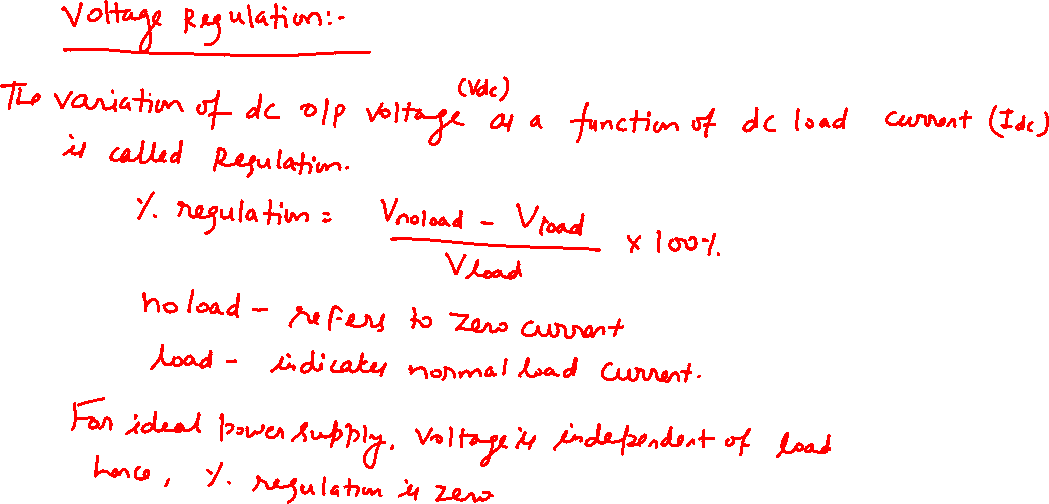 Voltage Regulation:-
The variation of dc o/p voltage (Vdc) as a function of dc load current (Idc)
is called Regulation.
% regulation = Vnoload - Vload / Vload x 100%
no load - refers to zero current
load - indicates normal load current.
For ideal power supply, voltage is independent of load
hence, % regulation is zero